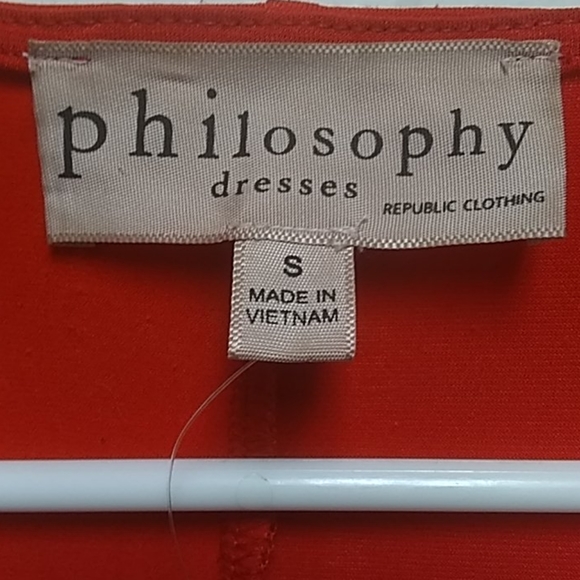 philosophy
dresses
REPUBLIC CLOTHING
S
MADE IN
VIETNAM